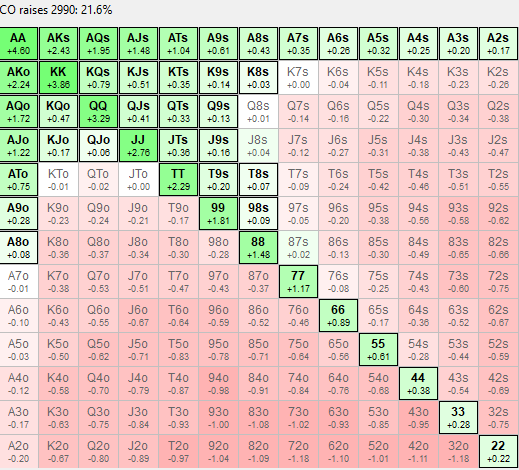 CO raises 2990: 21.6%
AA AKs AQs AJs ATs A9s A8s A7s A6s A5s A4s A3s A2s
+4.60 +2.43 +1.95 +1.48 +1.04 +0.61 +0.43 +0.35 +0.26 +0.32 +0.25 +0.20 +0.17
AKo KK KQs KJs KTs K9s K8s K7s K6s K5s K4s K3s K2s
+2.24 +3.86 +0.79 +0.51 +0.35 +0.14 +0.03 +0.00 -0.04 -0.11 -0.18 -0.23 -0.26
AQo KQo QQ QJs QTs Q9s Q8s Q7s Q6s Q5s Q4s Q3s Q2s
+1.72 +0.47 +3.29 +0.41 +0.33 +0.13 +0.01 -0.14 -0.16 -0.22 -0.30 -0.34 -0.38
AJo KJo QJo JJ JTs J9s J8s J7s J6s J5s J4s J3s J2s
+1.22 +0.17 +0.06 +2.76 +0.36 +0.16 +0.04 -0.12 -0.27 -0.31 -0.38 -0.43 -0.47
ATo KTo QTo JTo TT T9s T8s T7s T6s T5s T4s T3s T2s
+0.75 -0.01 -0.02 +0.00 +2.29 +0.20 +0.07 -0.09 -0.24 -0.42 -0.46 -0.51 -0.55
A9o K9o Q9o J9o T9o 99 98s 97s 96s 95s 94s 93s 92s
+0.28 -0.23 -0.24 -0.21 -0.17 +1.81 +0.09 -0.05 -0.20 -0.38 -0.56 -0.58 -0.62
A8o K8o Q8o J8o T8o 98o 88 87s 86s 85s 84s 83s 82s
+0.08 -0.36 -0.37 -0.34 -0.30 -0.28 +1.48 +0.02 -0.13 -0.30 -0.49 -0.65 -0.66
A7o K7o Q7o J7o T7o 97o 87o 77 76s 75s 74s 73s 72s
-0.01 -0.38 -0.53 -0.51 -0.47 -0.43 -0.37 +1.17 -0.08 -0.25 -0.43 -0.60 -0.75
A6o K6o Q6o J6o T6o 96o 86o 76o 66 65s 64s 63s 62s
-0.10 -0.43 -0.55 -0.67 -0.64 -0.59 -0.52 -0.46 +0.89 -0.17 -0.36 -0.52 -0.67
A5o K5o Q5o J5o T5o 95o 85o 75o 65o 55 54s 53s 52s
-0.03 -0.50 -0.62 -0.71 -0.83 -0.78 -0.71 -0.64 -0.56 +0.61 -0.28 -0.44 -0.59
A4o K4o Q4o J4o T4o 94o 84o 74o 64o 54o 44 43s 42s
-0.12 -0.58 -0.70 -0.79 -0.87 -0.98 -0.91 -0.84 -0.76 -0.68 +0.38 -0.54 -0.69
A3o K3o Q3o J3o T3o 93o 83o 73o 63o 53o 43o 33 32s
-0.17 -0.63 -0.75 -0.84 -0.93 -1.00 -1.08 -1.02 -0.93 -0.85 -0.95 +0.28 -0.75
A2o K2o Q2o J2o T2o 92o 82o 72o 62o 52o 42o 32o 22
-0.20 -0.67 -0.80 -0.89 -0.97 -1.04 -1.09 -1.18 -1.10 -1.01 -1.11 -1.18 +0.22